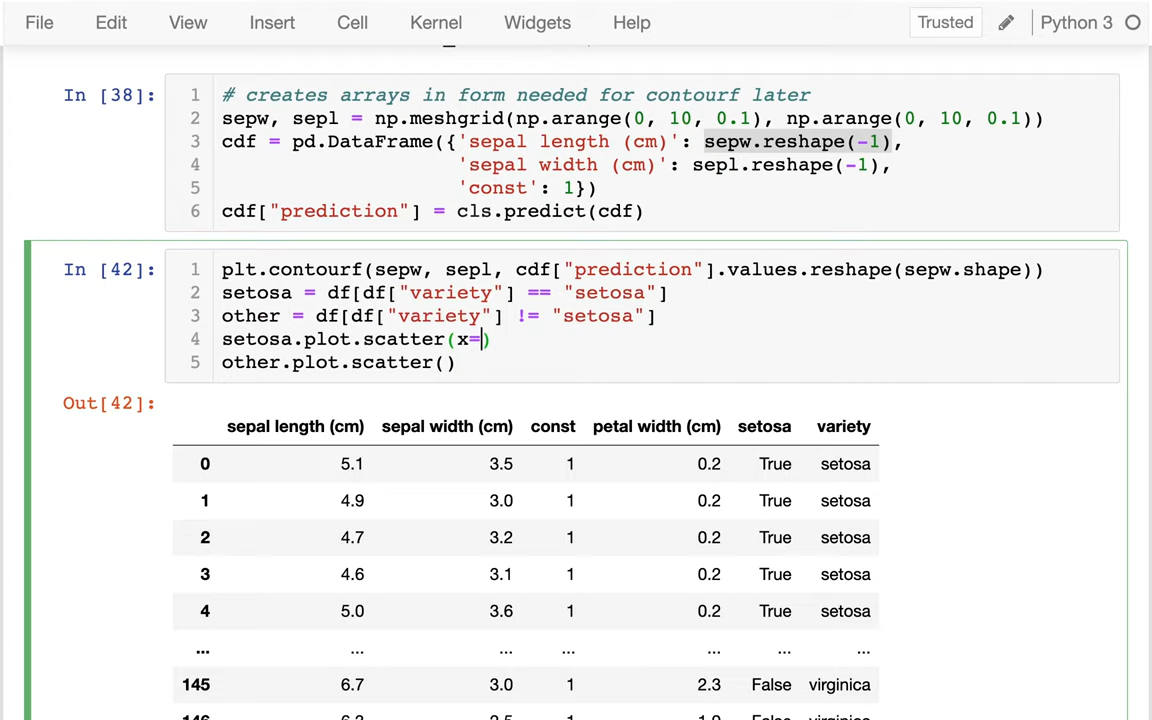 File Edit View Insert Cell Kernel Widgets Help Trusted Python 3
In [38]:
1 # creates arrays in form needed for contourf later
2 sepw, sepl = np.meshgrid(np.arange(0, 10, 0.1), np.arange(0, 10, 0.1))
3 cdf = pd.DataFrame({'sepal length (cm)': sepw.reshape(-1),
4 'sepal width (cm)': sepl.reshape(-1),
5 'const': 1})
6 cdf["prediction"] = cls.predict(cdf)
In [42]:
1 plt.contourf(sepw, sepl, cdf["prediction"].values.reshape(sepw.shape))
2 setosa = df[df["variety"] == "setosa"]
3 other = df[df["variety"] != "setosa"]
4 setosa.plot.scatter(x=)
5 other.plot.scatter()
Out[42]:
sepal length (cm) sepal width (cm) const petal width (cm) setosa variety
0 5.1 3.5 1 0.2 True setosa
1 4.9 3.0 1 0.2 True setosa
2 4.7 3.2 1 0.2 True setosa
3 4.6 3.1 1 0.2 True setosa
4 5.0 3.6 1 0.2 True setosa
... ... ... ... ... ... ...
145 6.7 3.0 1 2.3 False virginica